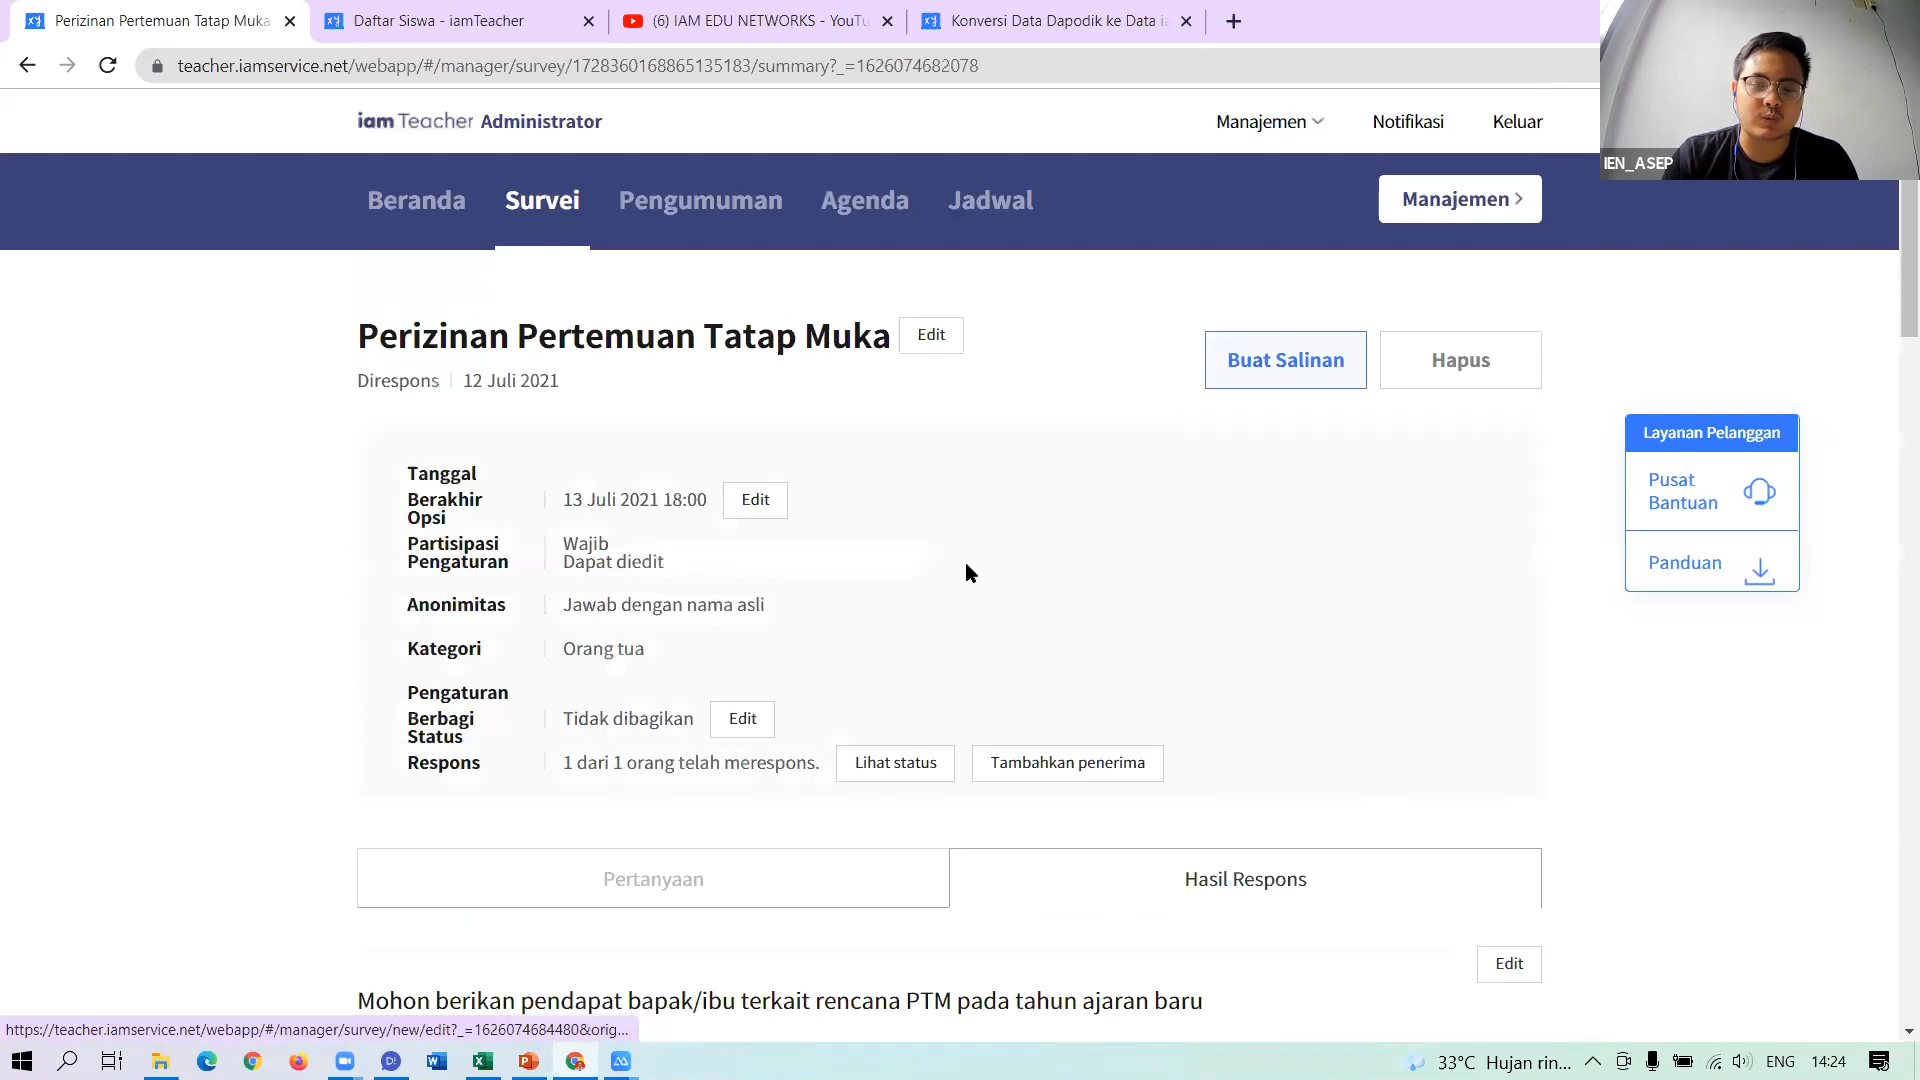 Perizinan Pertemuan Tatap Muka
Daftar Siswa - iamTeacher
(6) IAM EDU NETWORKS - YouTu
Konversi Data Dapodik ke Data ia
teacher.iamservice.net/webapp/#/manager/survey/1728360168865135183/summary?_=1626074682078
iam Teacher Administrator
Manajemen
Notifikasi
Keluar
IEN_ASEP
Beranda
Survei
Pengumuman
Agenda
Jadwal
Manajemen
Perizinan Pertemuan Tatap Muka
Edit
Direspons
12 Juli 2021
Buat Salinan
Hapus
Layanan Pelanggan
Pusat
Bantuan
Panduan
Tanggal
Berakhir
13 Juli 2021 18:00
Edit
Opsi
Partisipasi
Wajib
Pengaturan
Dapat diedit
Anonimitas
Jawab dengan nama asli
Kategori
Orang tua
Pengaturan
Berbagi
Tidak dibagikan
Edit
Status
Respons
1 dari 1 orang telah merespons.
Lihat status
Tambahkan penerima
Pertanyaan
Hasil Respons
Edit
Mohon berikan pendapat bapak/ibu terkait rencana PTM pada tahun ajaran baru
https://teacher.iamservice.net/webapp/#/manager/survey/new/edit?_=1626074684480&orig...
33°C Hujan rin...
ENG
14:24